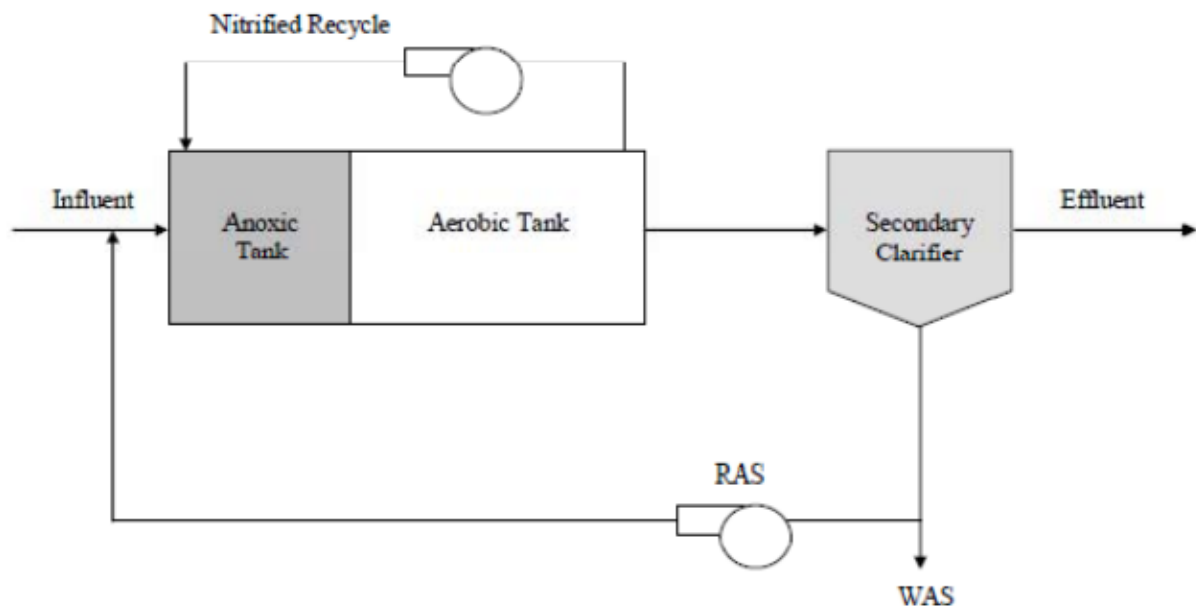 Nitrified Recycle
Influent
Anoxic
Tank
Aerobic Tank
Secondary
Clarifier
Effluent
RAS
WAS